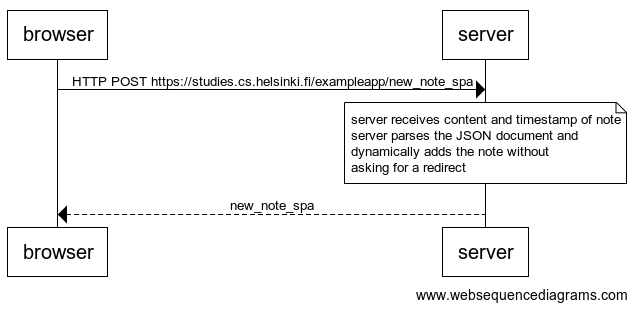 browser
server
HTTP POST https://studies.cs.helsinki.fi/exampleapp/new_note_spa
server receives content and timestamp of note
server parses the JSON document and
dynamically adds the note without
asking for a redirect
new_note_spa
browser
server
www.websequencediagrams.com